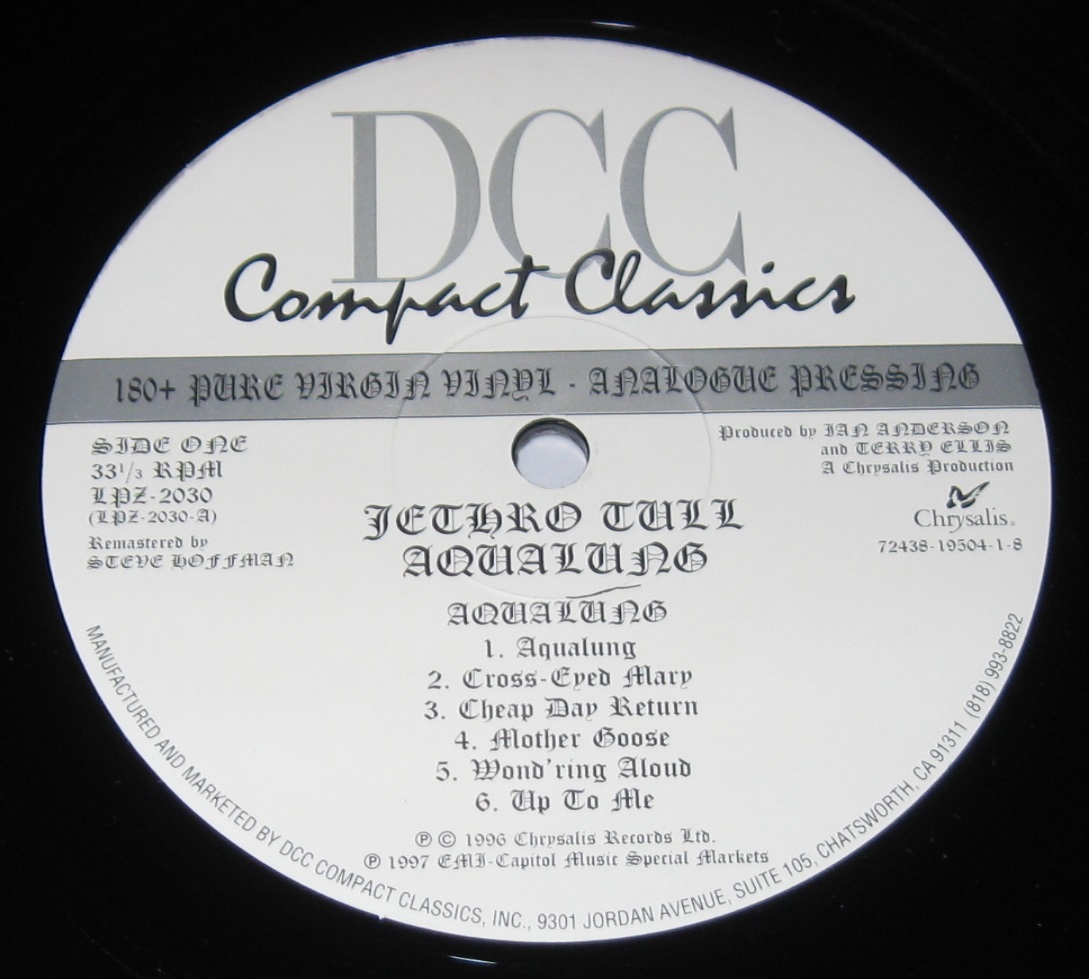 DCC
Compact Classics
180+ PURE VIRGIN VINYL - ANALOGUE PRESSING
SIDE ONE
33 1/3 RPM
LPZ-2030
(LPZ-2030-A)
Remastered by
STEVE HOFFMAN
Produced by IAN ANDERSON
and TERRY ELLIS
A Chrysalis Production
Chrysalis®
72438-19504-1-8
JETHRO TULL
AQUALUNG
AQUALUNG
1. Aqualung
2. Cross-Eyed Mary
3. Cheap Day Return
4. Mother Goose
5. Wond'ring Aloud
6. Up To Me
℗ © 1996 Chrysalis Records Ltd.
℗ 1997 EMI-Capitol Music Special Markets
MANUFACTURED AND MARKETED BY DCC COMPACT CLASSICS, INC., 9301 JORDAN AVENUE, SUITE 105, CHATSWORTH, CA 91311 (818) 993-8822